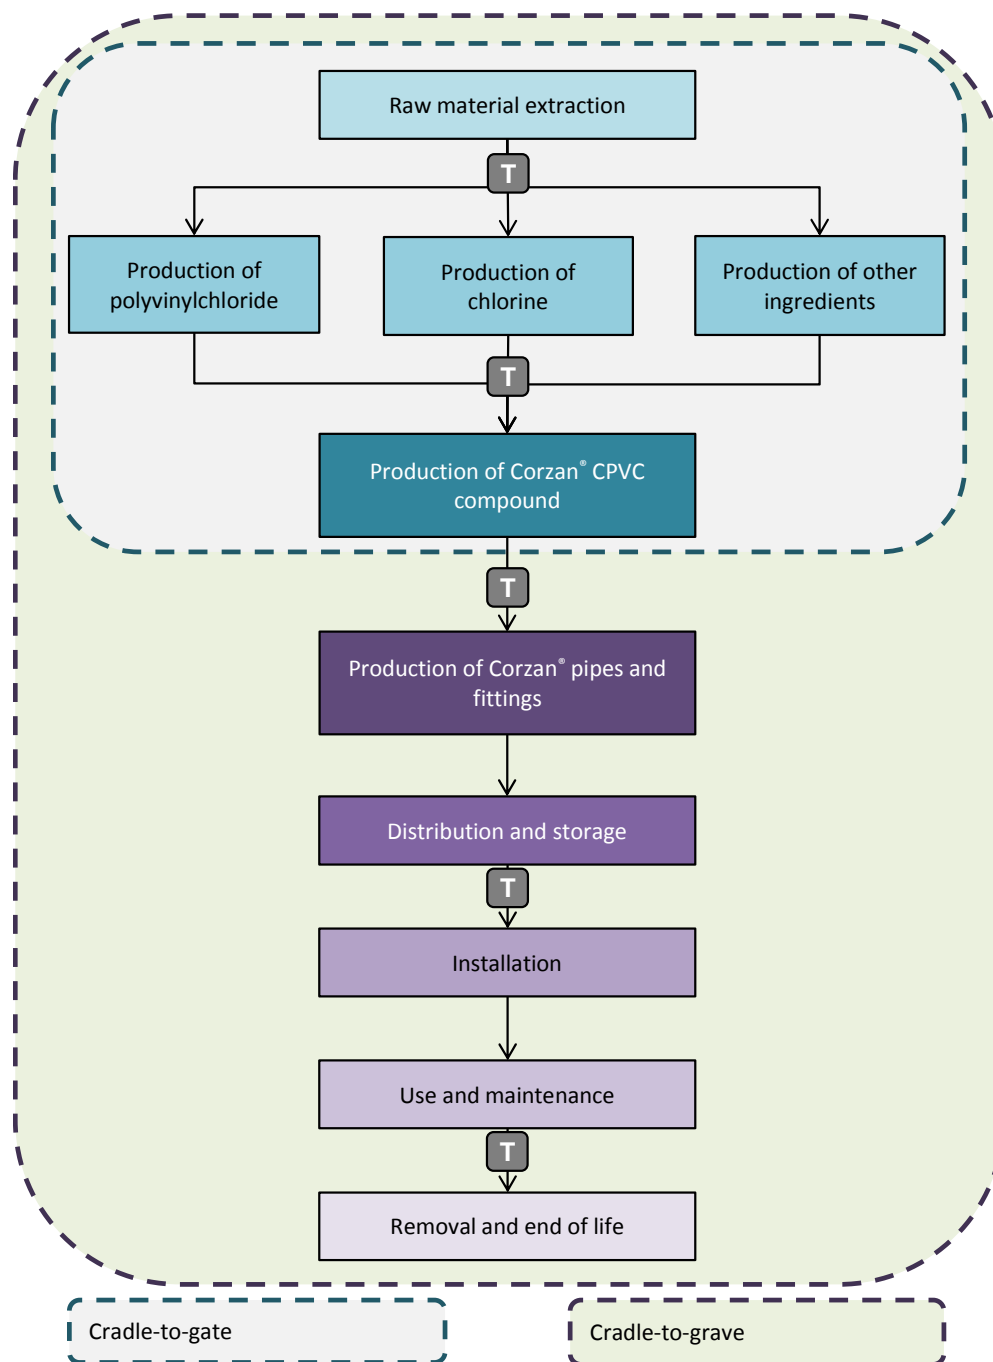 Raw material extraction
T
Production of
polyvinylchloride
Production of
chlorine
Production of other
ingredients
T
Production of Corzan® CPVC
compound
T
Production of Corzan® pipes and
fittings
Distribution and storage
T
Installation
Use and maintenance
T
Removal and end of life
Cradle-to-gate
Cradle-to-grave